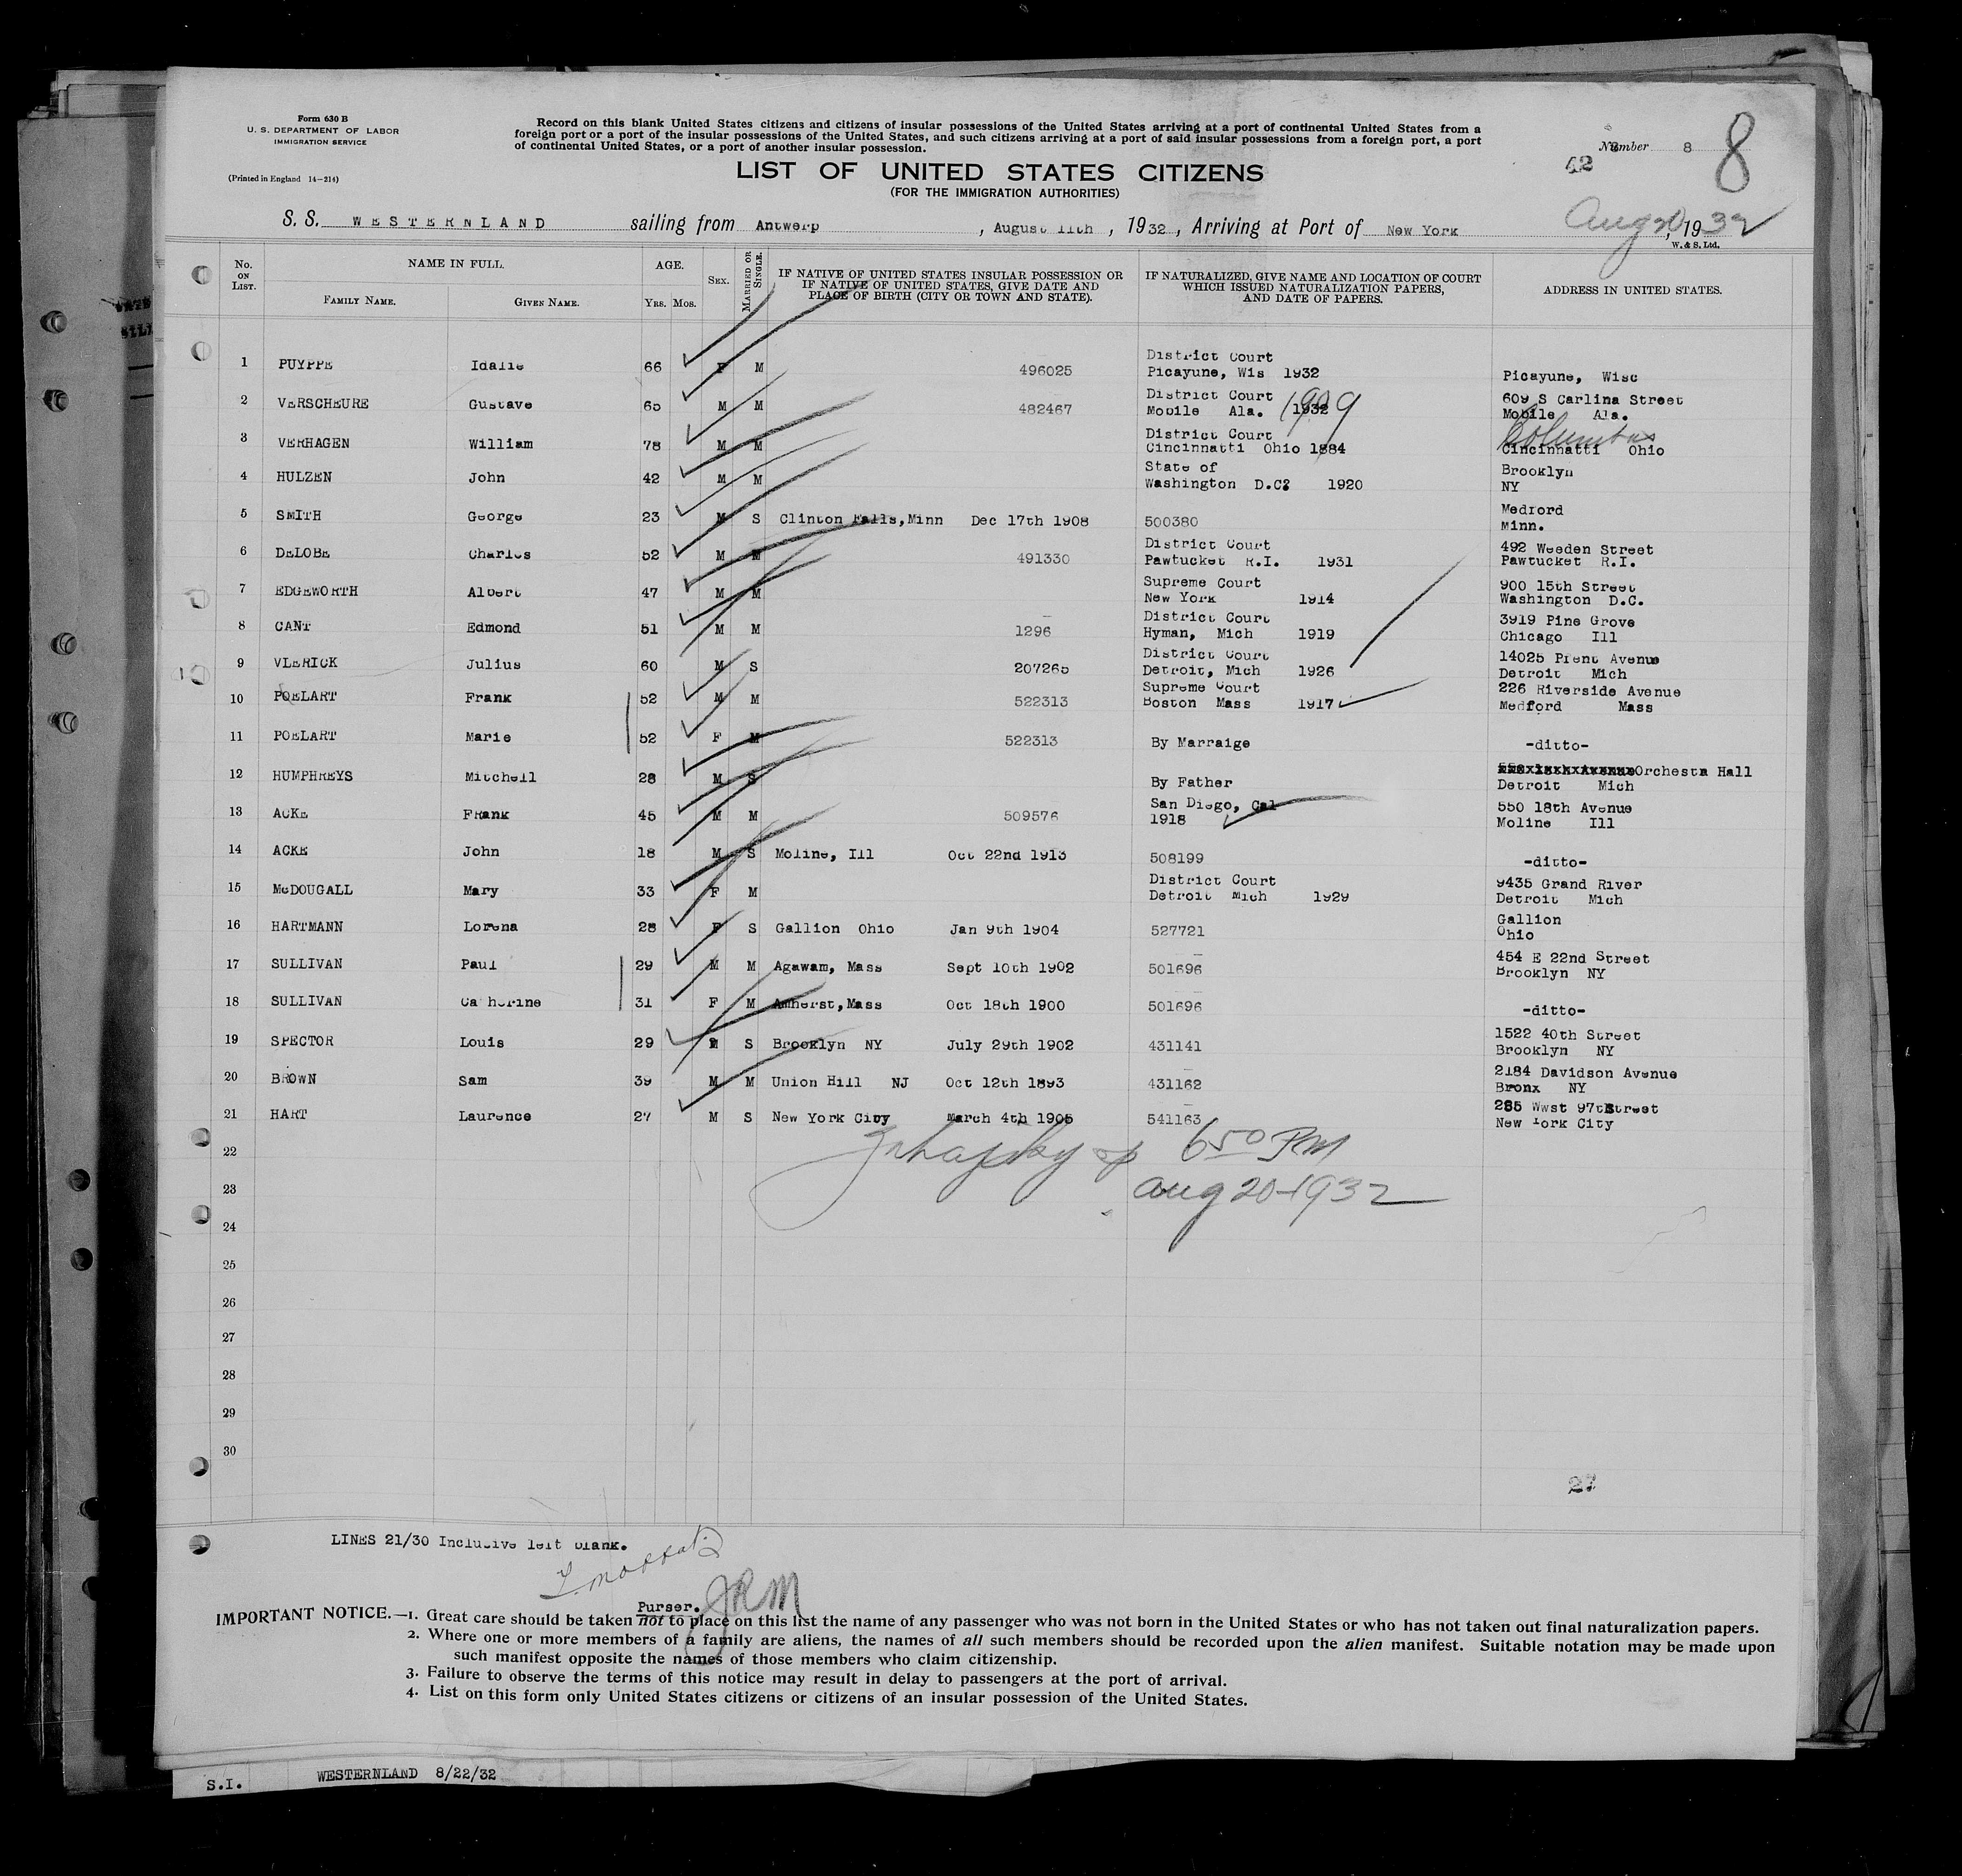 Form 630 B
U. S. DEPARTMENT OF LABOR
IMMIGRATION SERVICE
(Printed in England 14—214)
Record on this blank United States citizens and citizens of insular possessions of the United States arriving at a port of continental United States from a
foreign port or a port of the insular possessions of the United States, and such citizens arriving at a port of said insular possessions from a foreign port, a port
of continental United States, or a port of another insular possession.
LIST OF UNITED STATES CITIZENS
(FOR THE IMMIGRATION AUTHORITIES)
Number 8
8
42
S. S. WESTERNLAND sailing from Antwerp , August 11th , 1932 , Arriving at Port of New York Aug 20 , 1932
W. & S. Ltd.
No. ON LIST. NAME IN FULL. FAMILY NAME. GIVEN NAME. AGE. YRS. MOS. SEX. MARRIED OR SINGLE. IF NATIVE OF UNITED STATES INSULAR POSSESSION OR IF NATIVE OF UNITED STATES, GIVE DATE AND PLACE OF BIRTH (CITY OR TOWN AND STATE). IF NATURALIZED, GIVE NAME AND LOCATION OF COURT WHICH ISSUED NATURALIZATION PAPERS, AND DATE OF PAPERS. ADDRESS IN UNITED STATES.
1 PUYPPE Idalie 66 F M 496025 District Court Picayune, Wis 1932 Picayune, Wisc
2 VERSCHEURE Gustave 65 M M 482467 District Court Mobile Ala. 1932 1929 609 S Carlina Street Mobile Ala.
3 VERHAGEN William 78 M M District Court Cincinnatti Ohio 1884 Columbus Cincinnatti Ohio
4 HULZEN John 42 M M State of Washington D.C? 1920 Brooklyn NY
5 SMITH George 23 M S Clinton Falls,Minn Dec 17th 1908 500380 Medford Minn.
6 DELOBE Charles 52 M M 491330 District Court Pawtucket R.I. 1931 492 Weeden Street Pawtucket R.I.
7 EDGEWORTH Albert 47 M M Supreme Court New York 1914 900 15th Street Washington D.C.
8 CANT Edmond 51 M M 1296 District Court Hyman, Mich 1919 3919 Pine Grove Chicago Ill
9 VLERICK Julius 60 M S 207265 District Court Detroit, Mich 1926 14025 Prent Avenue Detroit Mich
10 POELART Frank 52 M M 522313 Supreme Court Boston Mass 1917 226 Riverside Avenue Medford Mass
11 POELART Marie 52 F M 522313 By Marraige -ditto-
12 HUMPHREYS Mitchell 28 M S By Father Orchestn Hall Detroit Mich
13 ACKE Frank 45 M M 509576 San Diego, Cal 1918 550 18th Avenue Moline Ill
14 ACKE John 18 M S Moline, Ill Oct 22nd 1913 508199 -ditto-
15 McDOUGALL Mary 33 F M District Court Detroit Mich 1929 9435 Grand River Detroit Mich
16 HARTMANN Lorena 28 F S Gallion Ohio Jan 9th 1904 527721 Gallion Ohio
17 SULLIVAN Paul 29 M M Agawam, Mass Sept 10th 1902 501696 454 E 22nd Street Brooklyn NY
18 SULLIVAN Catherine 31 F M Amherst,Mass Oct 18th 1900 501696 -ditto-
19 SPECTOR Louis 29 M S Brooklyn NY July 29th 1902 431141 1522 40th Street Brooklyn NY
20 BROWN Sam 39 M M Union Hill NJ Oct 12th 1893 431162 2184 Davidson Avenue Bronx NY
21 HART Laurence 27 M S New York City March 4th 1905 541163 285 Wwst 97tStreet New York City
22
6 50 PM
23
Aug 20-1932
24
25
26
27
28
29
30
27
LINES 21/30 Inclusive left blank.
Purser. JRM
IMPORTANT NOTICE.—1. Great care should be taken not to place on this list the name of any passenger who was not born in the United States or who has not taken out final naturalization papers.
2. Where one or more members of a family are aliens, the names of all such members should be recorded upon the alien manifest. Suitable notation may be made upon
such manifest opposite the names of those members who claim citizenship.
3. Failure to observe the terms of this notice may result in delay to passengers at the port of arrival.
4. List on this form only United States citizens or citizens of an insular possession of the United States.
S.I. WESTERNLAND 8/22/32